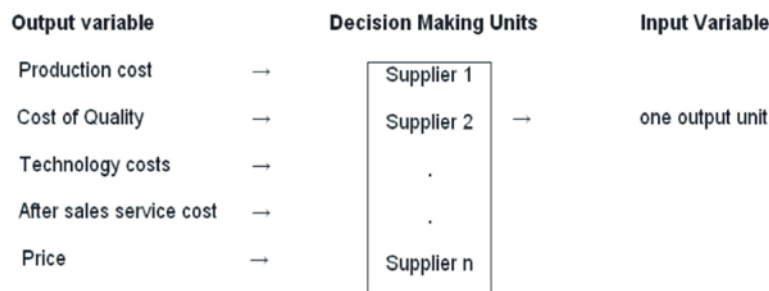 Output variable Decision Making Units Input Variable
Production cost → Supplier 1
Cost of Quality → Supplier 2 → one output unit
Technology costs → .
After sales service cost → .
Price → Supplier n